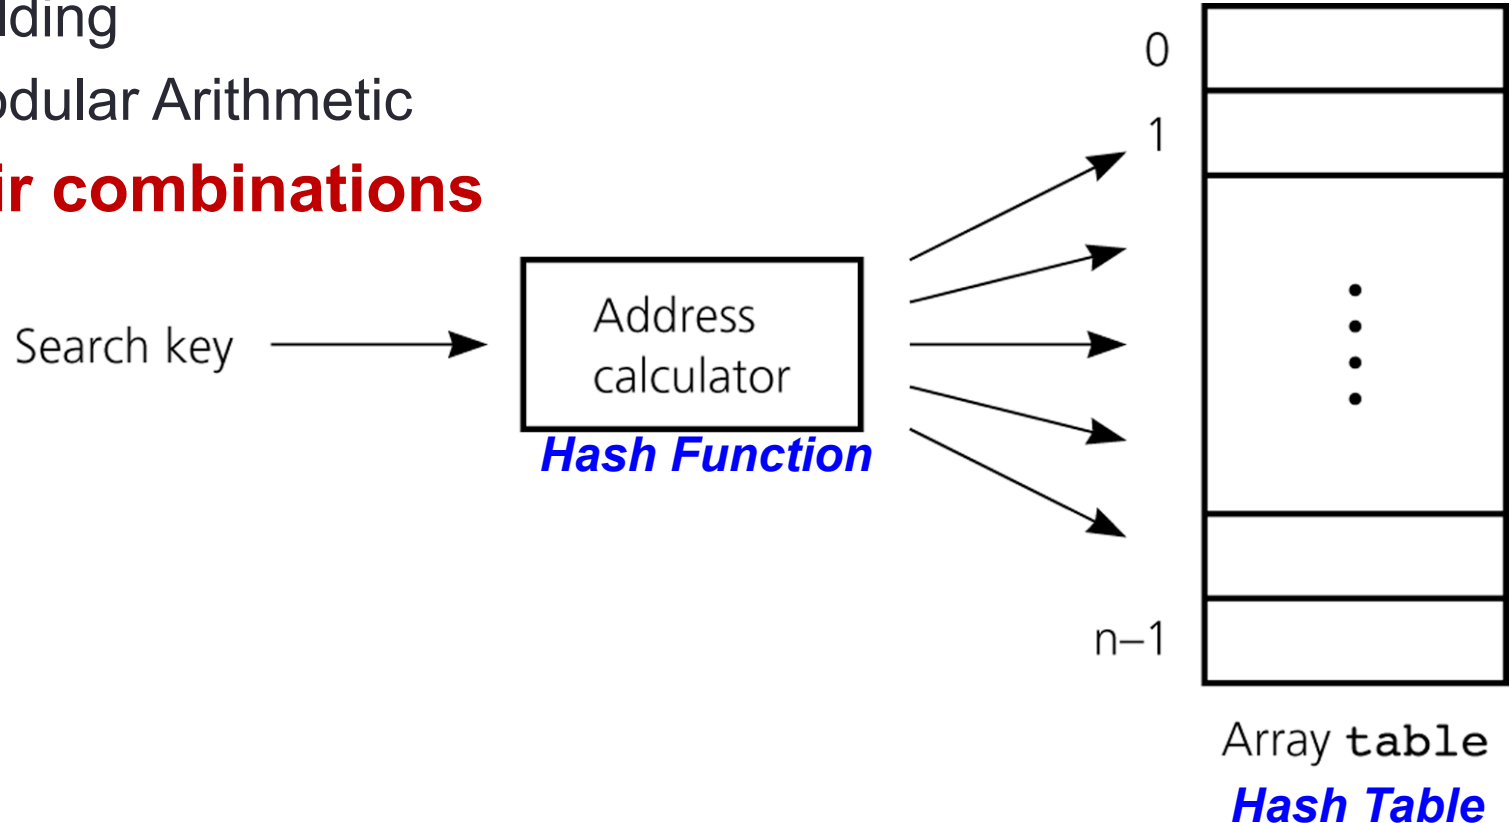 lding
odular Arithmetic
ir combinations
0
1
Search key
Address
calculator
Hash Function
n–1
Array table
Hash Table